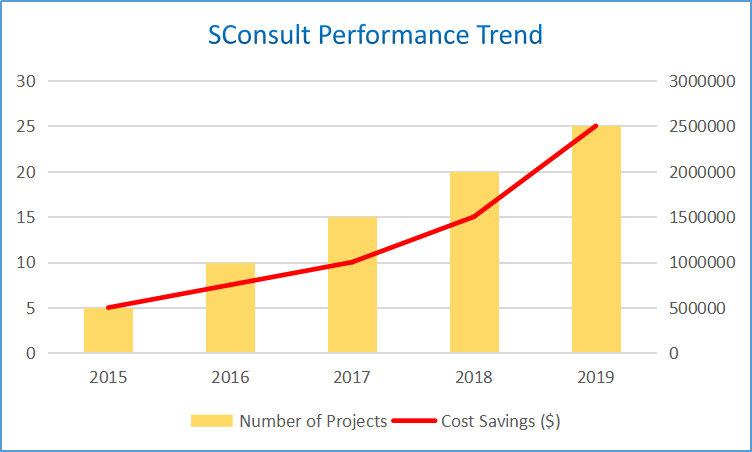 SConsult Performance Trend
30 3000000
25 2500000
20 2000000
15 1500000
10 1000000
5 500000
0 0
2015 2016 2017 2018 2019
Number of Projects Cost Savings ($)